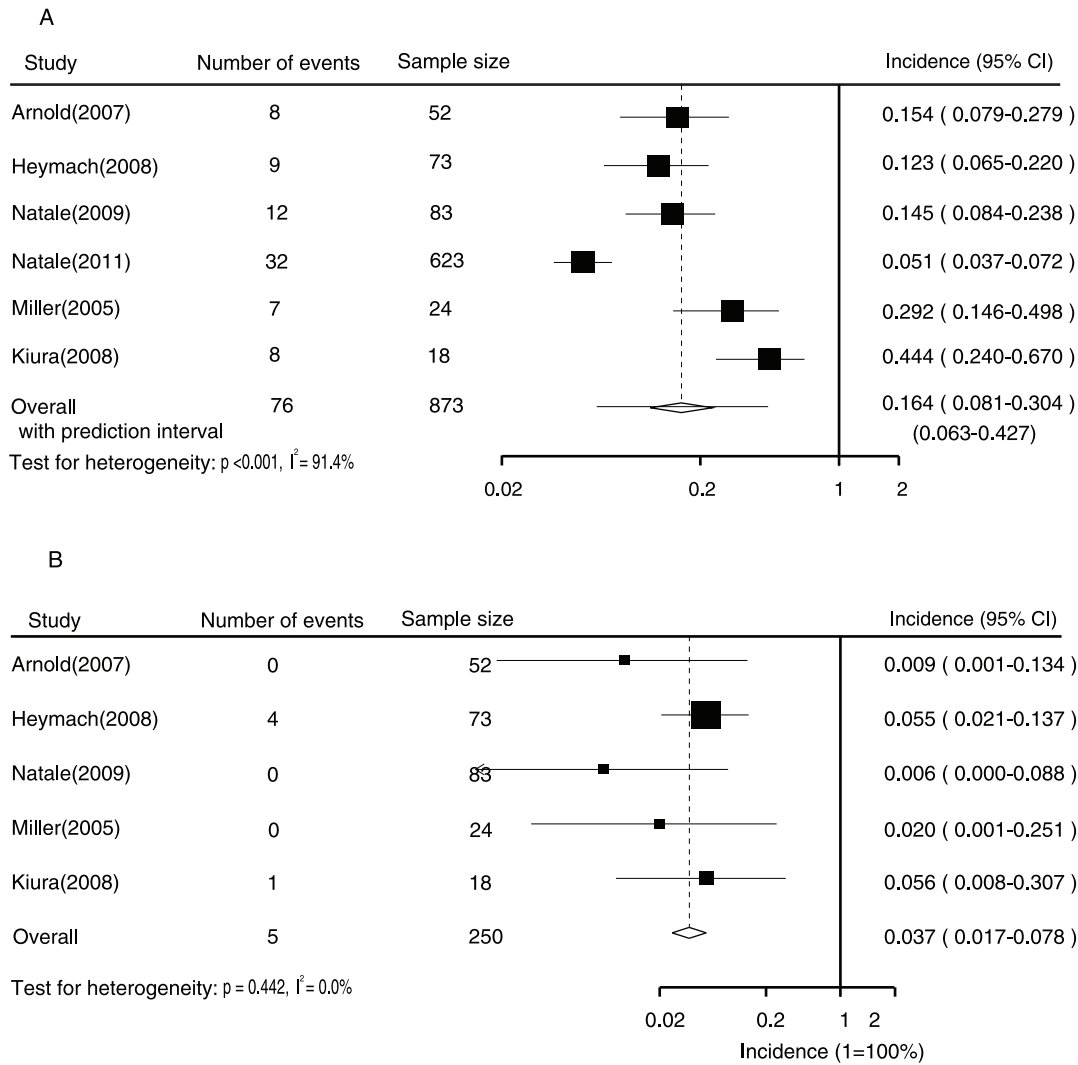 A
Study Number of events Sample size Incidence (95% CI)
Arnold(2007) 8 52 0.154 ( 0.079-0.279 )
Heymach(2008) 9 73 0.123 ( 0.065-0.220 )
Natale(2009) 12 83 0.145 ( 0.084-0.238 )
Natale(2011) 32 623 0.051 ( 0.037-0.072 )
Miller(2005) 7 24 0.292 ( 0.146-0.498 )
Kiura(2008) 8 18 0.444 ( 0.240-0.670 )
Overall 76 873 0.164 ( 0.081-0.304 )
with prediction interval (0.063-0.427)
Test for heterogeneity: p <0.001, I² = 91.4%
0.02 0.2 1 2
B
Study Number of events Sample size Incidence (95% CI)
Arnold(2007) 0 52 0.009 ( 0.001-0.134 )
Heymach(2008) 4 73 0.055 ( 0.021-0.137 )
Natale(2009) 0 83 0.006 ( 0.000-0.088 )
Miller(2005) 0 24 0.020 ( 0.001-0.251 )
Kiura(2008) 1 18 0.056 ( 0.008-0.307 )
Overall 5 250 0.037 ( 0.017-0.078 )
Test for heterogeneity: p = 0.442, I² = 0.0%
0.02 0.2 1 2
Incidence (1=100%)